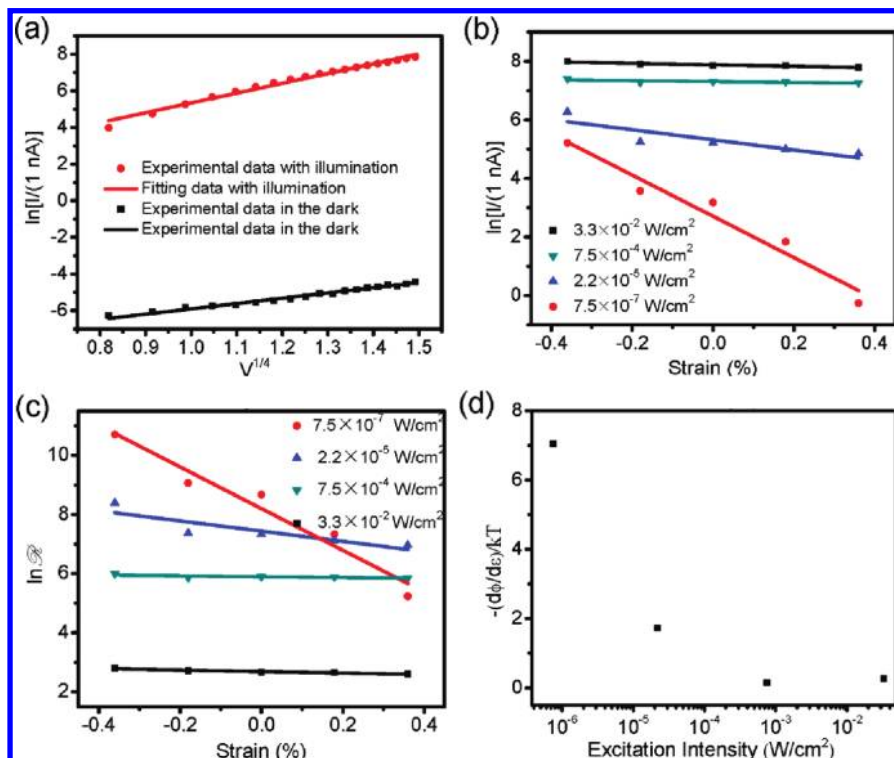 (a)
ln[I/(1 nA)]
8
6
4
2
0
-2
-4
-6
Experimental data with illumination
Fitting data with illumination
Experimental data in the dark
Experimental data in the dark
0.8 0.9 1.0 1.1 1.2 1.3 1.4 1.5
V^1/4
(b)
ln[I/(1 nA)]
8
6
4
2
0
3.3×10^-2 W/cm^2
7.5×10^-4 W/cm^2
2.2×10^-5 W/cm^2
7.5×10^-7 W/cm^2
-0.4 -0.2 0.0 0.2 0.4
Strain (%)
(c)
lnℛ
10
8
6
4
2
7.5×10^-7 W/cm^2
2.2×10^-5 W/cm^2
7.5×10^-4 W/cm^2
3.3×10^-2 W/cm^2
-0.4 -0.2 0.0 0.2 0.4
Strain (%)
(d)
-(dϕ/dε)/kT
8
6
4
2
0
10^-6 10^-5 10^-4 10^-3 10^-2
Excitation Intensity (W/cm^2)